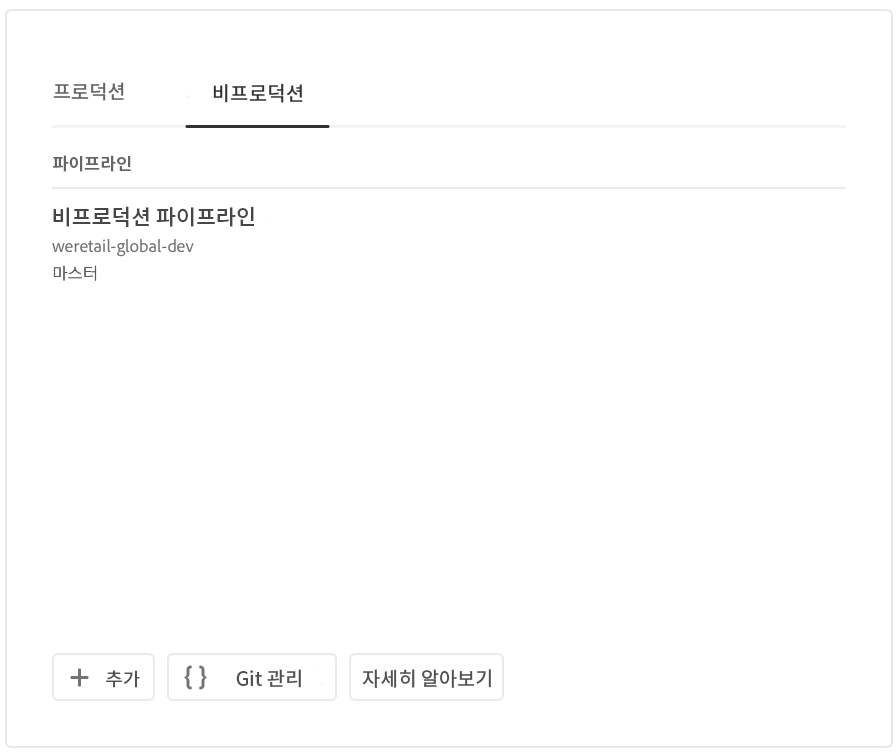 프로덕션 비프로덕션
파이프라인
비프로덕션 파이프라인
weretail-global-dev
마스터
추가 Git 관리 자세히 알아보기